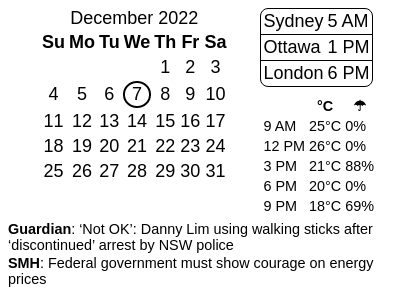 December 2022
Su Mo Tu We Th Fr Sa
1 2 3
4 5 6 7 8 9 10
11 12 13 14 15 16 17
18 19 20 21 22 23 24
25 26 27 28 29 30 31
Sydney 5 AM
Ottawa 1 PM
London 6 PM
°C ☂
9 AM 25°C 0%
12 PM 26°C 0%
3 PM 21°C 88%
6 PM 20°C 0%
9 PM 18°C 69%
Guardian: ‘Not OK’: Danny Lim using walking sticks after
‘discontinued’ arrest by NSW police
SMH: Federal government must show courage on energy
prices